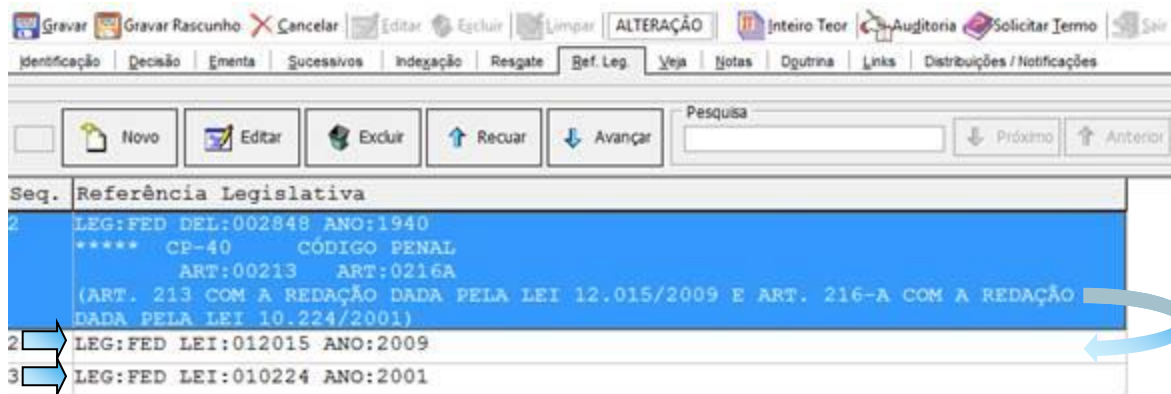 Gravar Gravar Rascunho Cancelar Editar Excluir Limpar ALTERAÇÃO Inteiro Teor Auditoria Solicitar Termo Sair
Identificação Decisão Ementa Sucessivos Indexação Resgate Ref. Leg. Veja Notas Doutrina Links Distribuições / Notificações
Pesquisa
Novo Editar Excluir Recuar Avançar Próximo Anterior
Seq. Referência Legislativa
2 LEG:FED DEL:002848 ANO:1940
***** CP-40 CÓDIGO PENAL
ART:00213 ART:0216A
(ART. 213 COM A REDAÇÃO DADA PELA LEI 12.015/2009 E ART. 216-A COM A REDAÇÃO
DADA PELA LEI 10.224/2001)
2 LEG:FED LEI:012015 ANO:2009
3 LEG:FED LEI:010224 ANO:2001